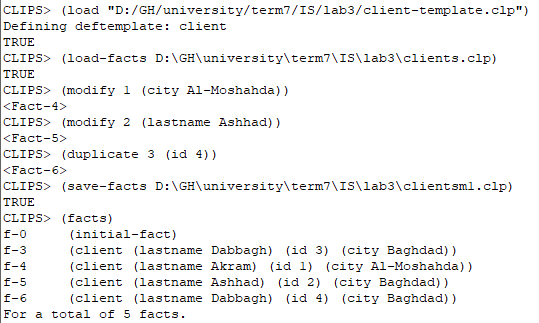 CLIPS> (load "D:/GH/university/term7/IS/lab3/client-template.clp")
Defining deftemplate: client
TRUE
CLIPS> (load-facts D:\GH\university\term7\IS\lab3\clients.clp)
TRUE
CLIPS> (modify 1 (city Al-Moshahda))
<Fact-4>
CLIPS> (modify 2 (lastname Ashhad))
<Fact-5>
CLIPS> (duplicate 3 (id 4))
<Fact-6>
CLIPS> (save-facts D:\GH\university\term7\IS\lab3\clientsm1.clp)
TRUE
CLIPS> (facts)
f-0     (initial-fact)
f-3     (client (lastname Dabbagh) (id 3) (city Baghdad))
f-4     (client (lastname Akram) (id 1) (city Al-Moshahda))
f-5     (client (lastname Ashhad) (id 2) (city Baghdad))
f-6     (client (lastname Dabbagh) (id 4) (city Baghdad))
For a total of 5 facts.